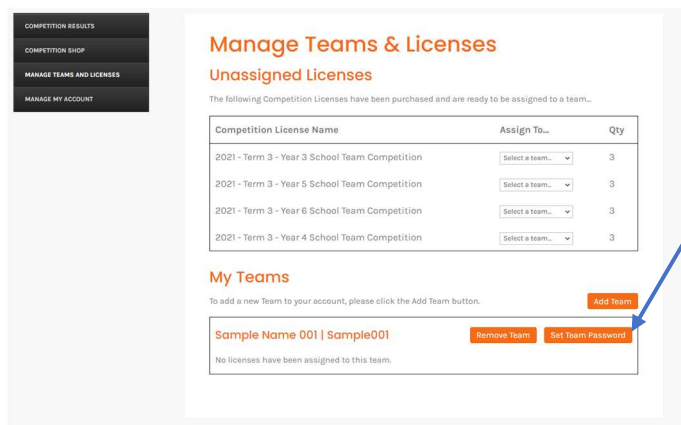 COMPETITION RESULTS
COMPETITION SHOP
MANAGE TEAMS AND LICENSES
MANAGE MY ACCOUNT
Manage Teams & Licenses
Unassigned Licenses
The following Competition Licenses have been purchased and are ready to be assigned to a team...
Competition License Name Assign To... Qty
2021 - Term 3 - Year 3 School Team Competition Select a team... 3
2021 - Term 3 - Year 5 School Team Competition Select a team... 3
2021 - Term 3 - Year 6 School Team Competition Select a team... 3
2021 - Term 3 - Year 4 School Team Competition Select a team... 3
My Teams
To add a new Team to your account, please click the Add Team button. Add Team
Sample Name 001 | Sample001 Remove Team Set Team Password
No licenses have been assigned to this team.